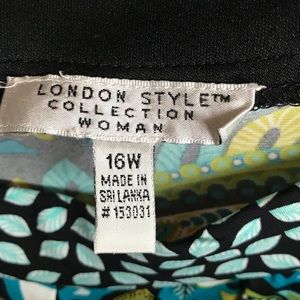 LONDON STYLE™
COLLECTION
WOMAN
16W
MADE IN
SRI LANKA
#153031